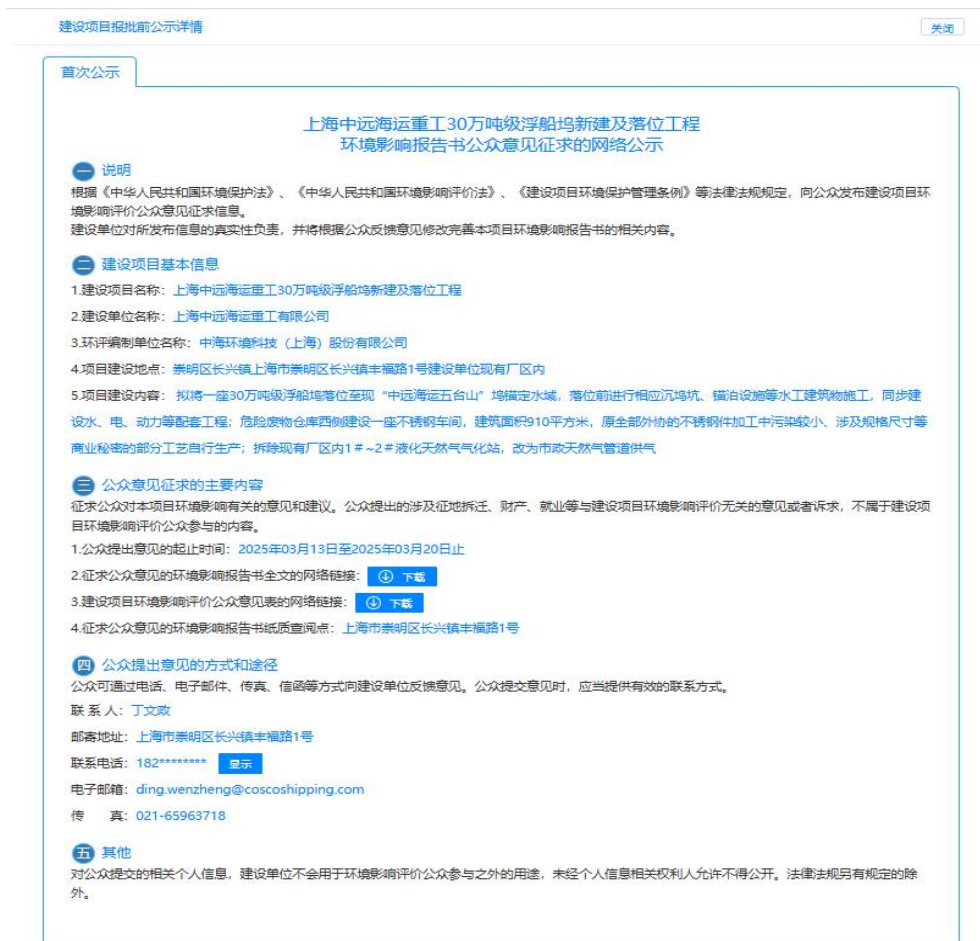 建设项目报批前公示详情
关闭
首次公示
上海中远海运重工30万吨级浮船坞新建及落位工程
环境影响报告书公众意见征求的网络公示
一 说明
根据《中华人民共和国环境保护法》、《中华人民共和国环境影响评价法》、《建设项目环境保护管理条例》等法律法规规定，向公众发布建设项目环
境影响评价公众意见征求信息。
建设单位对所发布信息的真实性负责，并将根据公众反馈意见修改完善本项目环境影响报告书的相关内容。
二 建设项目基本信息
1.建设项目名称：上海中远海运重工30万吨级浮船坞新建及落位工程
2.建设单位名称：上海中远海运重工有限公司
3.环评编制单位名称：中海环境科技（上海）股份有限公司
4.项目建设地点：崇明区长兴镇上海市崇明区长兴镇丰福路1号建设单位现有厂区内
5.项目建设内容： 拟将一座30万吨级浮船坞落位至现“中远海运五台山”坞锚定水域，落位前进行相应沉坞坑、锚泊设施等水工建筑物施工，同步建
设水、电、动力等配套工程；危险废物仓库西侧建设一座不锈钢车间，建筑面积910平方米，原全部外协的不锈钢件加工中污染较小、涉及规格尺寸等
商业秘密的部分工艺自行生产；拆除现有厂区内1＃~2＃液化天然气气化站，改为市政天然气管道供气
三 公众意见征求的主要内容
征求公众对本项目环境影响有关的意见和建议。公众提出的涉及征地拆迁、财产、就业等与建设项目环境影响评价无关的意见或者诉求，不属于建设项
目环境影响评价公众参与的内容。
1.公众提出意见的起止时间：2025年03月13日至2025年03月20日止
2.征求公众意见的环境影响报告书全文的网络链接： 下载
3.建设项目环境影响评价公众意见表的网络链接： 下载
4.征求公众意见的环境影响报告书纸质查阅点：上海市崇明区长兴镇丰福路1号
四 公众提出意见的方式和途径
公众可通过电话、电子邮件、传真、信函等方式向建设单位反馈意见。公众提交意见时，应当提供有效的联系方式。
联 系 人：丁文政
邮寄地址：上海市崇明区长兴镇丰福路1号
联系电话：182******** 显示
电子邮箱：ding.wenzheng@coscoshipping.com
传 真：021-65963718
五 其他
对公众提交的相关个人信息，建设单位不会用于环境影响评价公众参与之外的用途，未经个人信息相关权利人允许不得公开。法律法规另有规定的除
外。